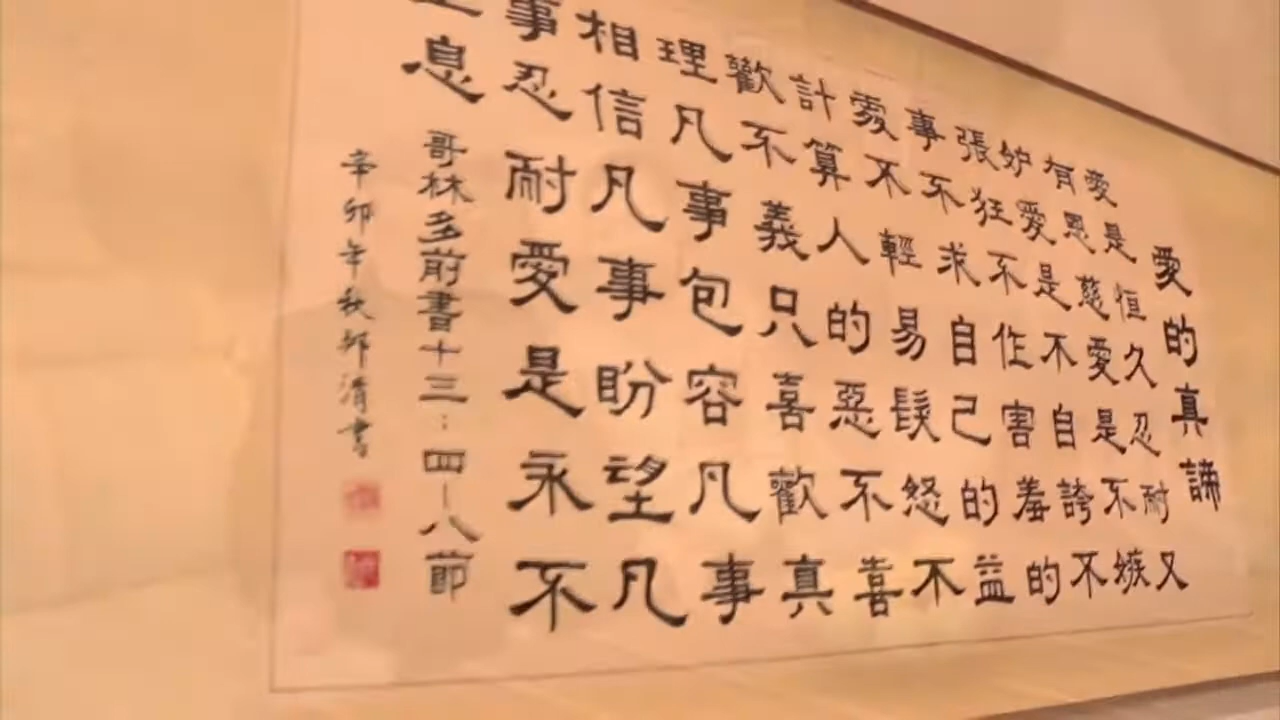 愛的真諦
愛是恒久忍耐又
有恩慈愛是不嫉
妒愛是不自誇不
張狂不作害羞的
事不求自己的益
處不輕易發怒不
計算人的惡不喜
歡不義只喜歡真
理凡事包容凡事
相信凡事盼望凡
事忍耐愛是永不
止息
哥林多前書十三：四–八節
辛卯年秋清書